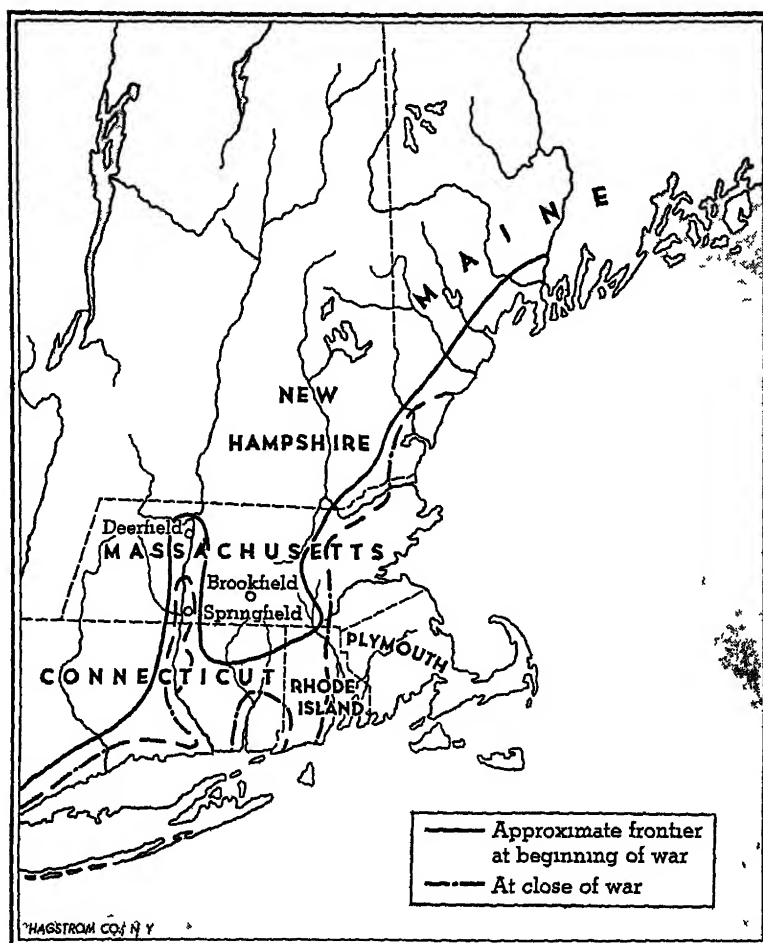 MAINE
NEW
HAMPSHIRE
Deerfield
MASSACHUSETTS
Brookfield
Springfield
PLYMOUTH
CONNECTICUT
RHODE
ISLAND
Approximate frontier
at beginning of war
At close of war
HAGSTROM CO. N Y